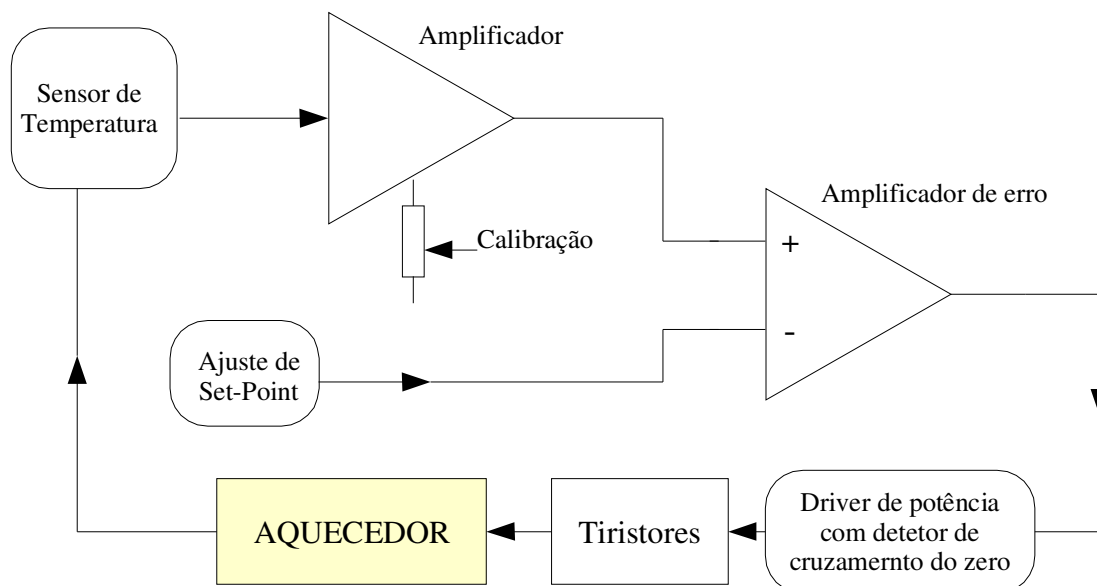 Amplificador
Sensor de
Temperatura
Amplificador de erro
Calibração
+
-
Ajuste de
Set-Point
AQUECEDOR
Tiristores
Driver de potência
com detetor de
cruzamernto do zero